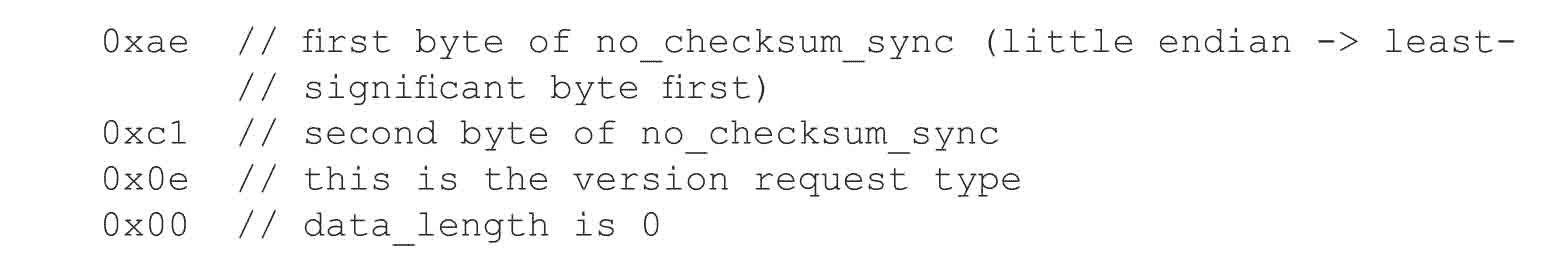 0xae  // first byte of no_checksum_sync (little endian -> least-
      // significant byte first)
0xc1  // second byte of no_checksum_sync
0x0e  // this is the version request type
0x00  // data_length is 0